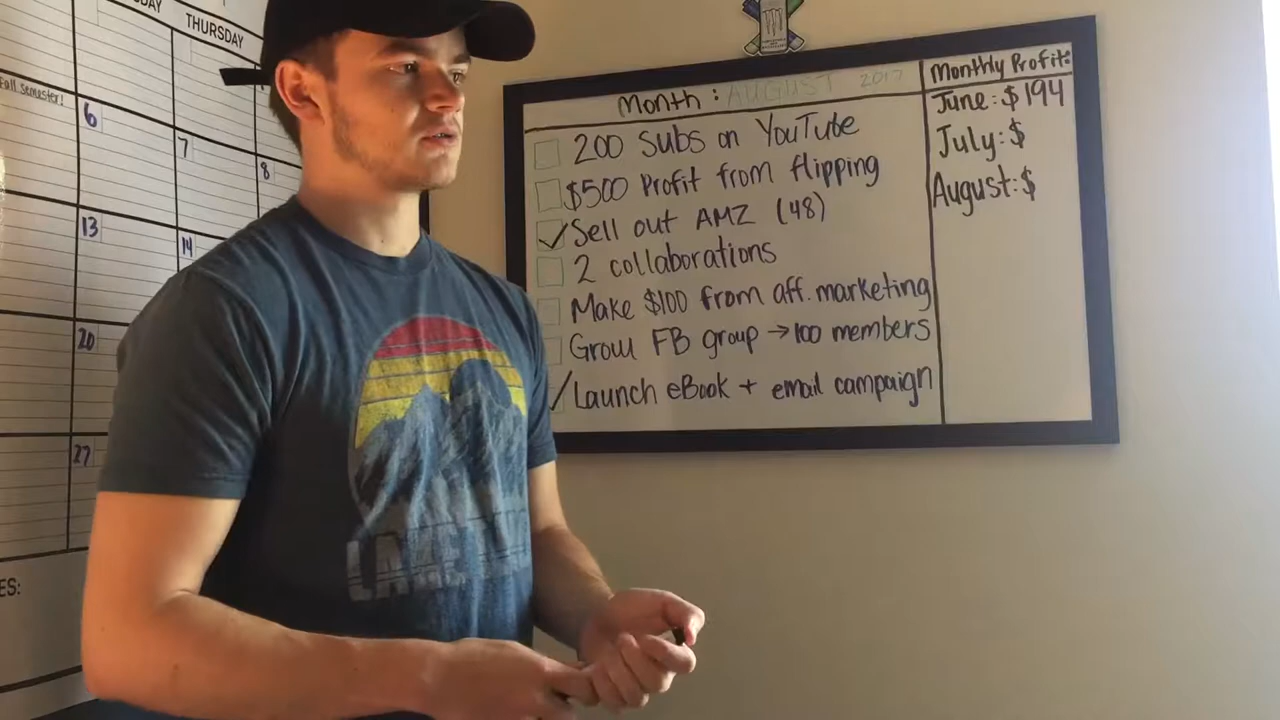 THURSDAY
Fall semester!
6
7
8
13
14
20
27
Month: AUGUST 2017
200 Subs on YouTube
$500 Profit from flipping
Sell out AMZ (48)
2 collaborations
Make $100 from aff. marketing
Grow FB group → 100 members
Launch eBook + email campaign
Monthly Profit:
June: $194
July: $
August: $